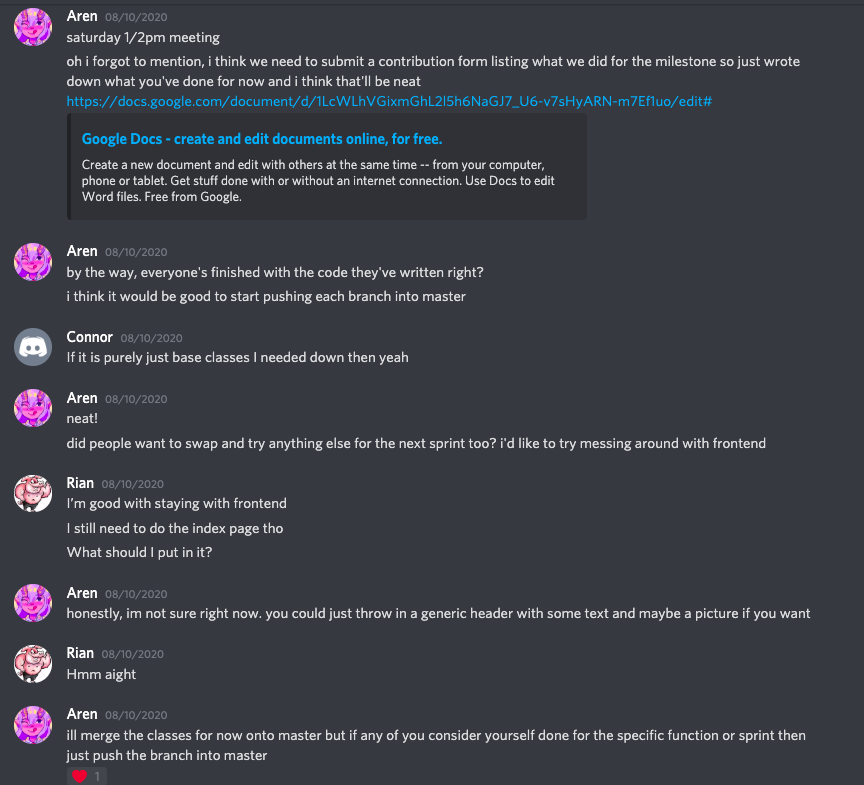 Aren 08/10/2020
saturday 1/2pm meeting
oh i forgot to mention, i think we need to submit a contribution form listing what we did for the milestone so just wrote
down what you've done for now and i think that'll be neat
https://docs.google.com/document/d/1LcWLhVGixmGhL2I5h6NaGJ7_U6-v7sHyARN-m7Ef1uo/edit#
Google Docs - create and edit documents online, for free.
Create a new document and edit with others at the same time -- from your computer,
phone or tablet. Get stuff done with or without an internet connection. Use Docs to edit
Word files. Free from Google.
Aren 08/10/2020
by the way, everyone's finished with the code they've written right?
i think it would be good to start pushing each branch into master
Connor 08/10/2020
If it is purely just base classes I needed down then yeah
Aren 08/10/2020
neat!
did people want to swap and try anything else for the next sprint too? i'd like to try messing around with frontend
Rian 08/10/2020
I'm good with staying with frontend
I still need to do the index page tho
What should I put in it?
Aren 08/10/2020
honestly, im not sure right now. you could just throw in a generic header with some text and maybe a picture if you want
Rian 08/10/2020
Hmm aight
Aren 08/10/2020
ill merge the classes for now onto master but if any of you consider yourself done for the specific function or sprint then
just push the branch into master
1